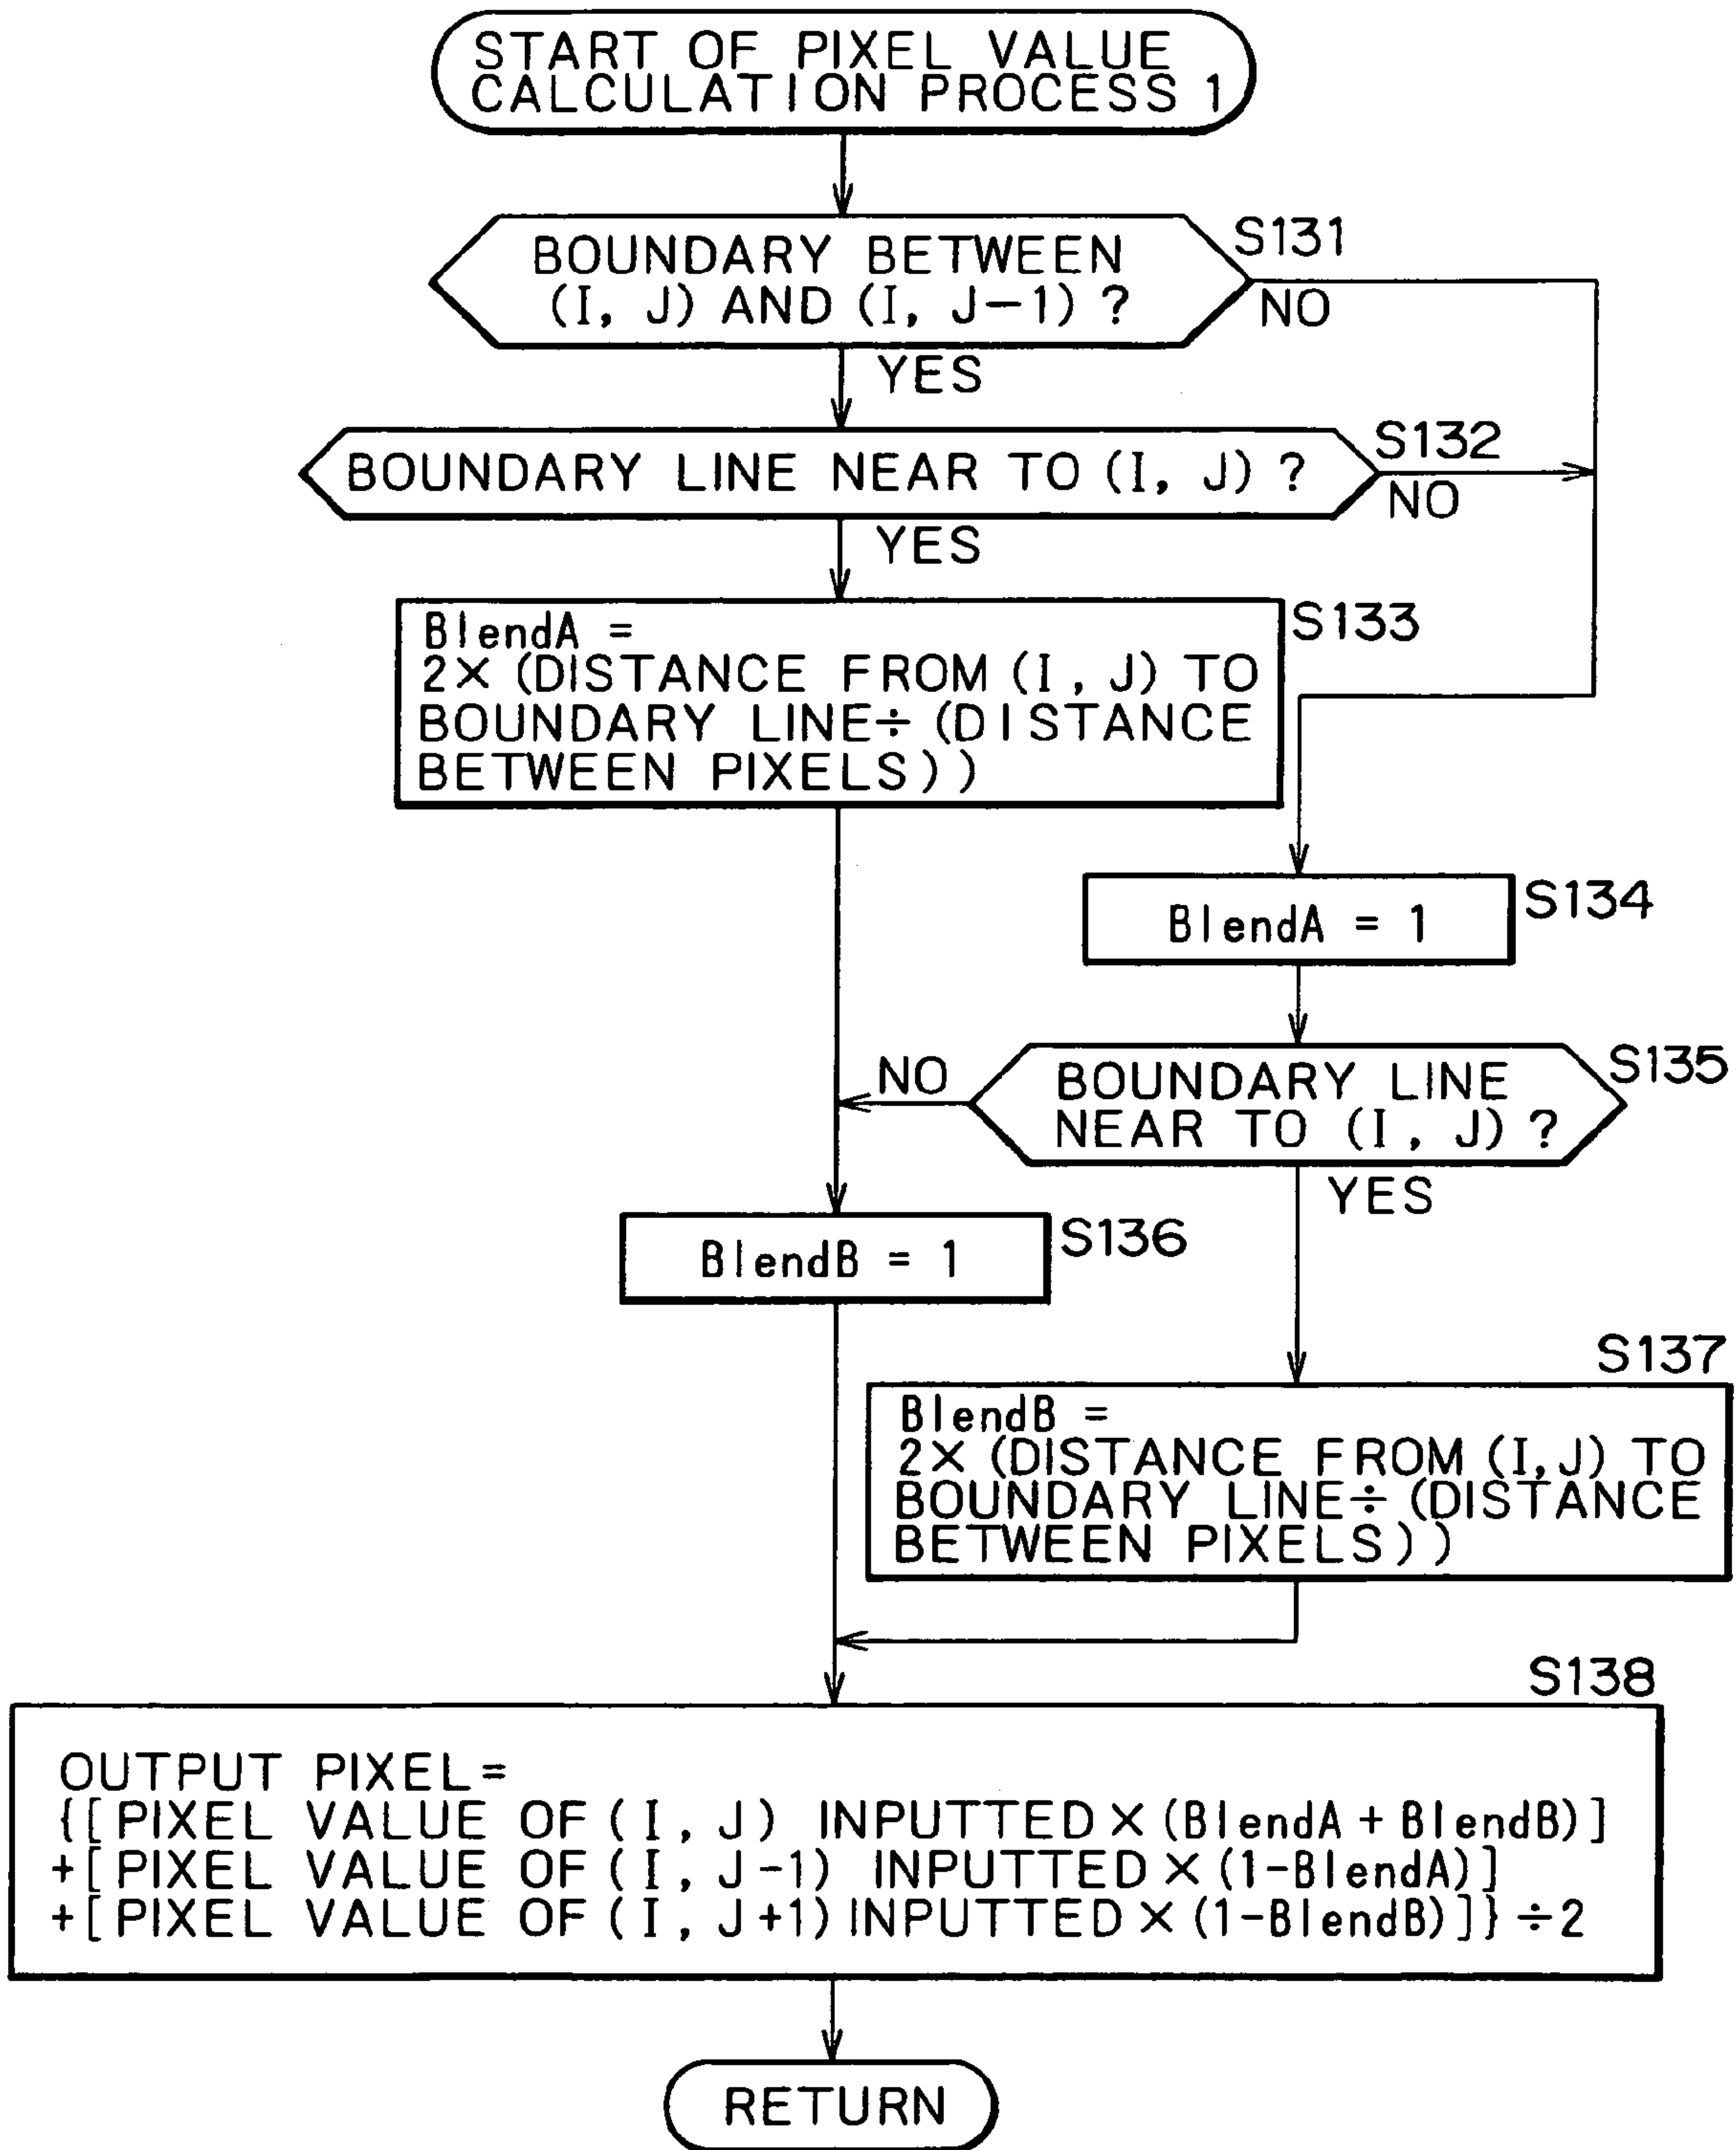 START OF PIXEL VALUE
CALCULATION PROCESS 1
BOUNDARY BETWEEN
(I, J) AND (I, J-1) ?
S131
NO
YES
BOUNDARY LINE NEAR TO (I, J) ?
S132
NO
YES
BlendA =
2× (DISTANCE FROM (I, J) TO
BOUNDARY LINE÷ (DISTANCE
BETWEEN PIXELS))
S133
BlendA = 1
S134
BOUNDARY LINE
NEAR TO (I, J) ?
S135
NO
YES
BlendB = 1
S136
S137
BlendB =
2× (DISTANCE FROM (I, J) TO
BOUNDARY LINE÷ (DISTANCE
BETWEEN PIXELS))
S138
OUTPUT PIXEL=
{[PIXEL VALUE OF (I, J) INPUTTED × (BlendA + BlendB)]
+[PIXEL VALUE OF (I, J-1) INPUTTED × (1-BlendA)]
+[PIXEL VALUE OF (I, J+1) INPUTTED × (1-BlendB)]} ÷2
RETURN